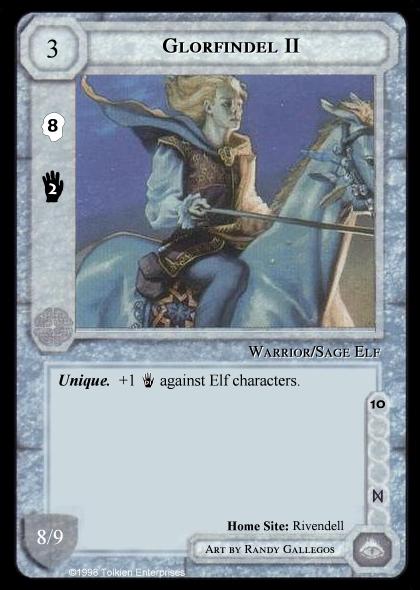 3
Glorfindel II
8
2
Warrior/Sage Elf
Unique. +1 against Elf characters.
10
ᛞ
Home Site: Rivendell
8/9
Art by Randy Gallegos
©1998 Tolkien Enterprises